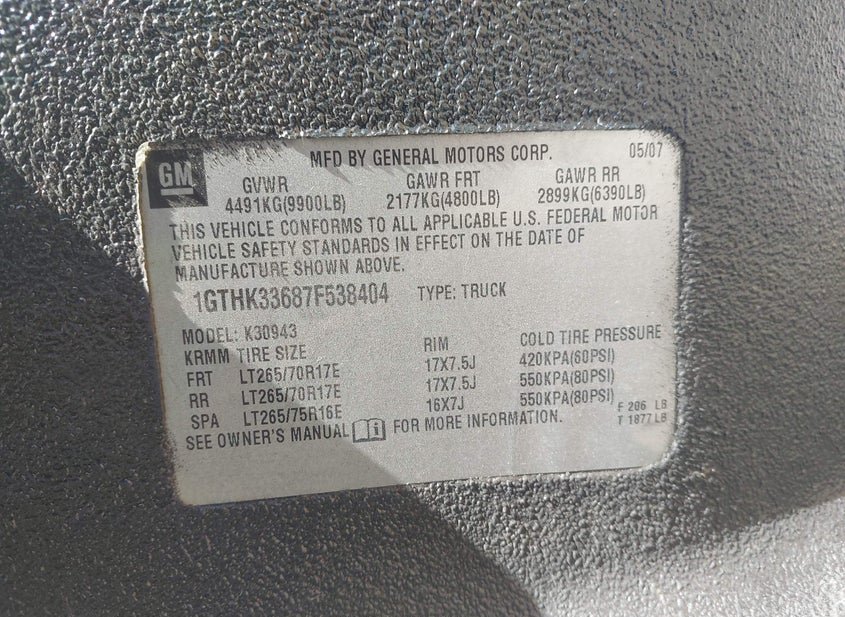 GM MFD BY GENERAL MOTORS CORP. 05/07
GVWR GAWR FRT GAWR RR
4491KG(9900LB) 2177KG(4800LB) 2899KG(6390LB)
THIS VEHICLE CONFORMS TO ALL APPLICABLE U.S. FEDERAL MOTOR
VEHICLE SAFETY STANDARDS IN EFFECT ON THE DATE OF
MANUFACTURE SHOWN ABOVE.
1GTHK33687F538404 TYPE: TRUCK
MODEL: K30943
KRMM TIRE SIZE RIM COLD TIRE PRESSURE
FRT LT265/70R17E 17X7.5J 420KPA(60PSI)
RR LT265/70R17E 17X7.5J 550KPA(80PSI)
SPA LT265/75R16E 16X7J 550KPA(80PSI)
SEE OWNER'S MANUAL FOR MORE INFORMATION.
F 206 LB
T 1877 LB